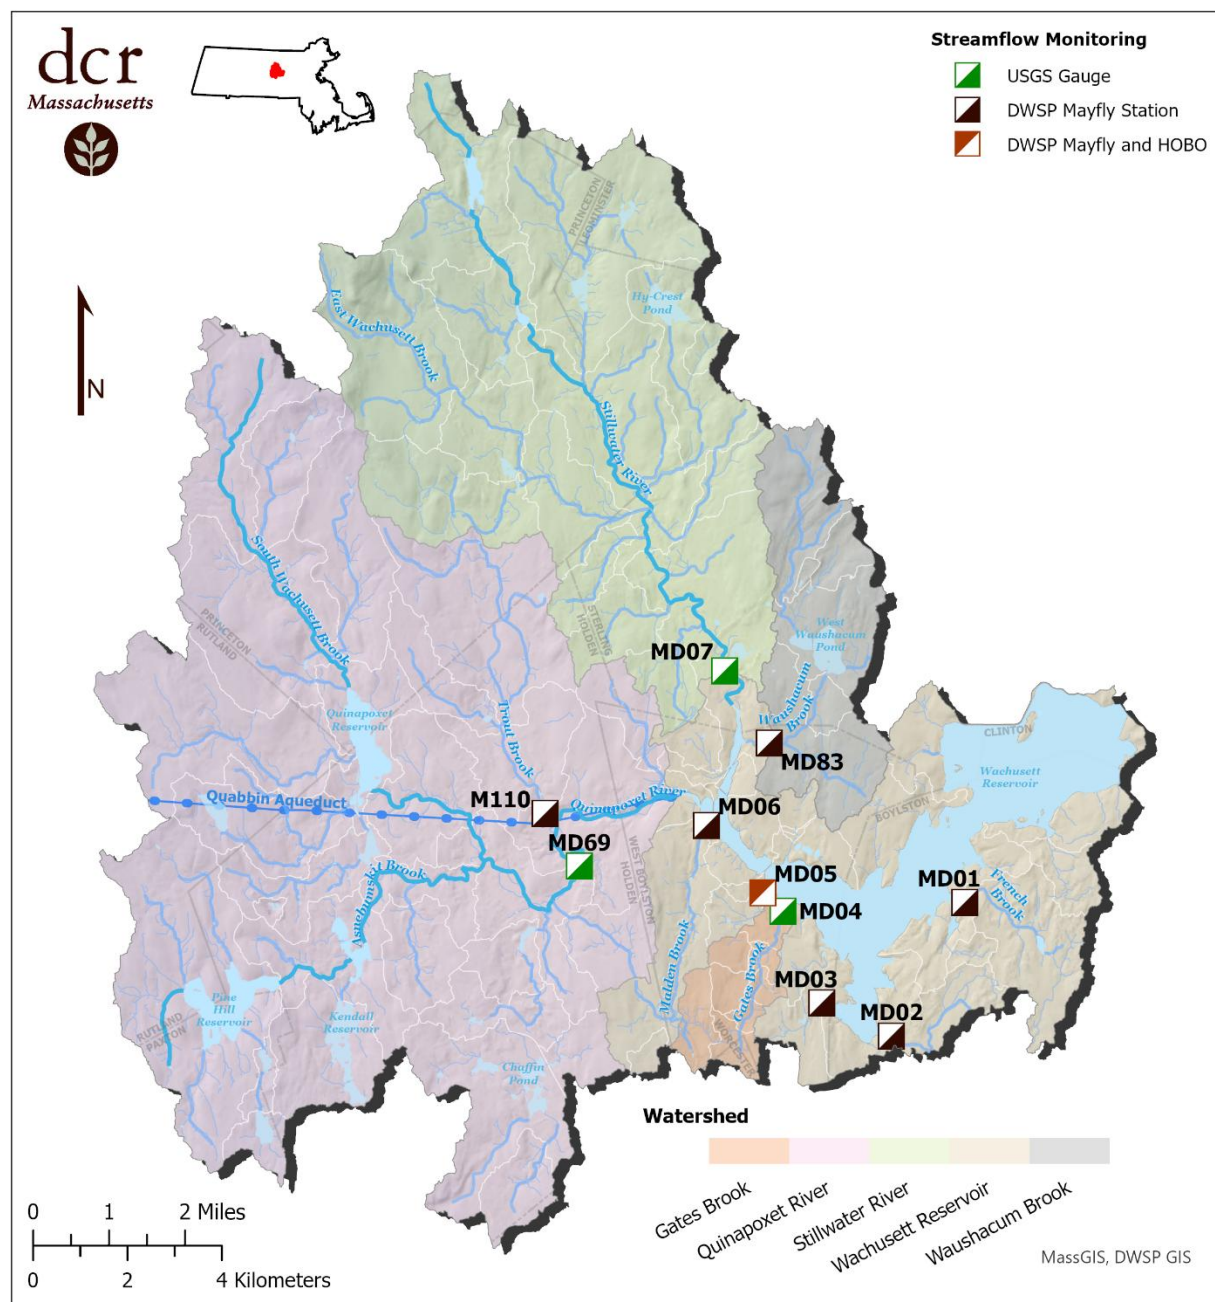 dcr
Massachusetts
Streamflow Monitoring
USGS Gauge
DWSP Mayfly Station
DWSP Mayfly and HOBO
N
PRINCETON
LEOMINSTER
Hy-Crest
Pond
East Wachusett Brook
Stillwater River
South Wachusett Brook
PRINCETON
RUTLAND
STERLING
HOLDEN
West
Waushacum
Pond
MD07
Waushacum
Brook
MD83
CLINTON
Wachusett
Reservoir
BOYLSTON
Quinapoxet
Reservoir
Trout Brook
Quabbin Aqueduct
M110
Quinapoxet River
MD06
MD69
WEST BOYLSTON
HOLDEN
MD05
MD04
MD01
French
Brook
Asnebumskit Brook
Malden Brook
Gates Brook
MD03
MD02
Pine
Hill
Reservoir
RUTLAND
PAXTON
Kendall
Reservoir
Chaffin
Pond
WORCESTER
Watershed
Gates Brook
Quinapoxet River
Stillwater River
Wachusett Reservoir
Waushacum Brook
0 1 2 Miles
0 2 4 Kilometers
MassGIS, DWSP GIS